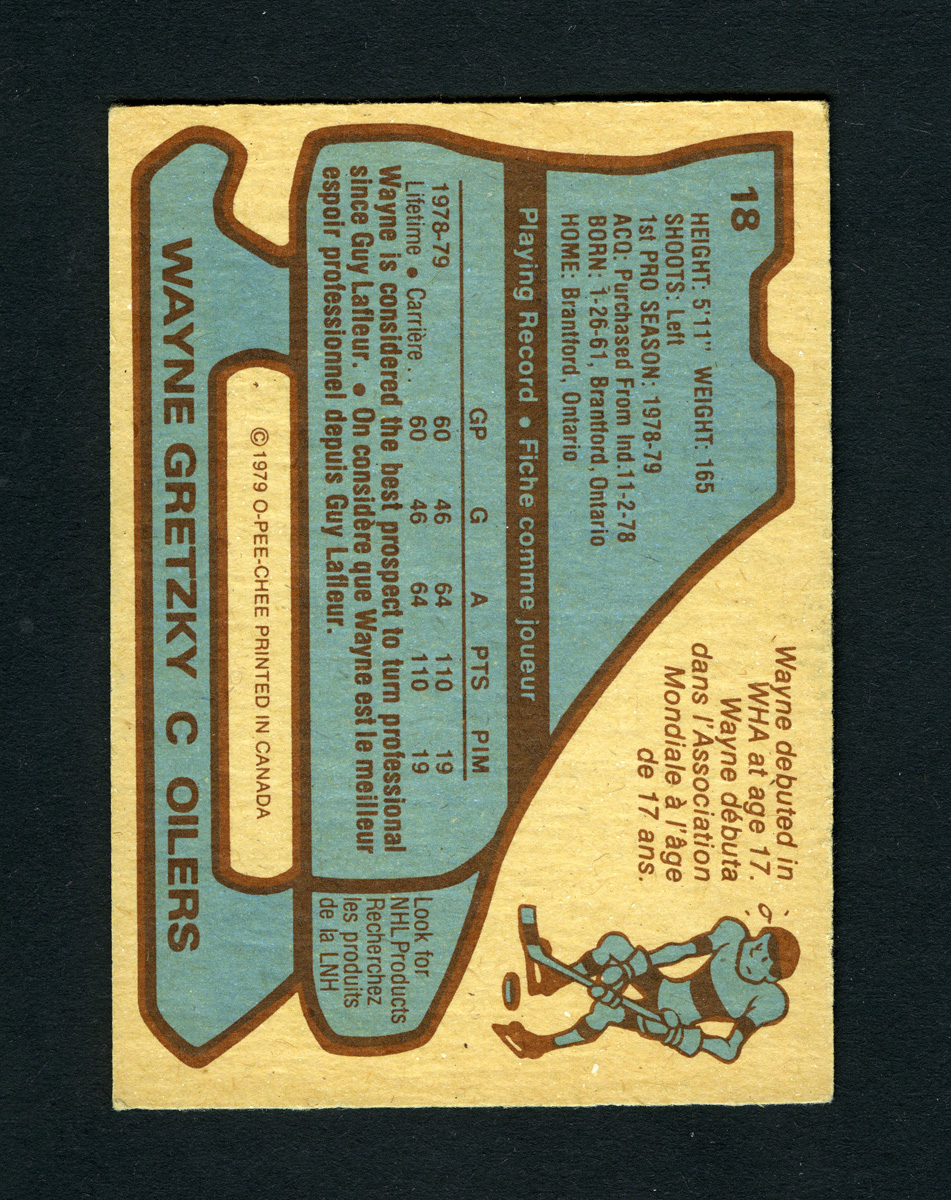 18
HEIGHT: 5'11" WEIGHT: 165
SHOOTS: Left
1st PRO SEASON: 1978-79
ACQ: Purchased From Ind.11-2-78
BORN: 1-26-61, Brantford, Ontario
HOME: Brantford, Ontario
Wayne debuted in
WHA at age 17.
Wayne débuta
dans l'Association
Mondiale à l'âge
de 17 ans.
Playing Record • Fiche comme joueur
GP G A PTS PIM
1978-79 60 46 64 110 19
Lifetime • Carrière.. 60 46 64 110 19
Wayne is considered the best prospect to turn professional
since Guy Lafleur. • On considère que Wayne est le meilleur
espoir professionnel depuis Guy Lafleur.
Look for
NHL Products
Recherchez
les produits
de la LNH
©1979 O-PEE-CHEE PRINTED IN CANADA
WAYNE GRETZKY C OILERS